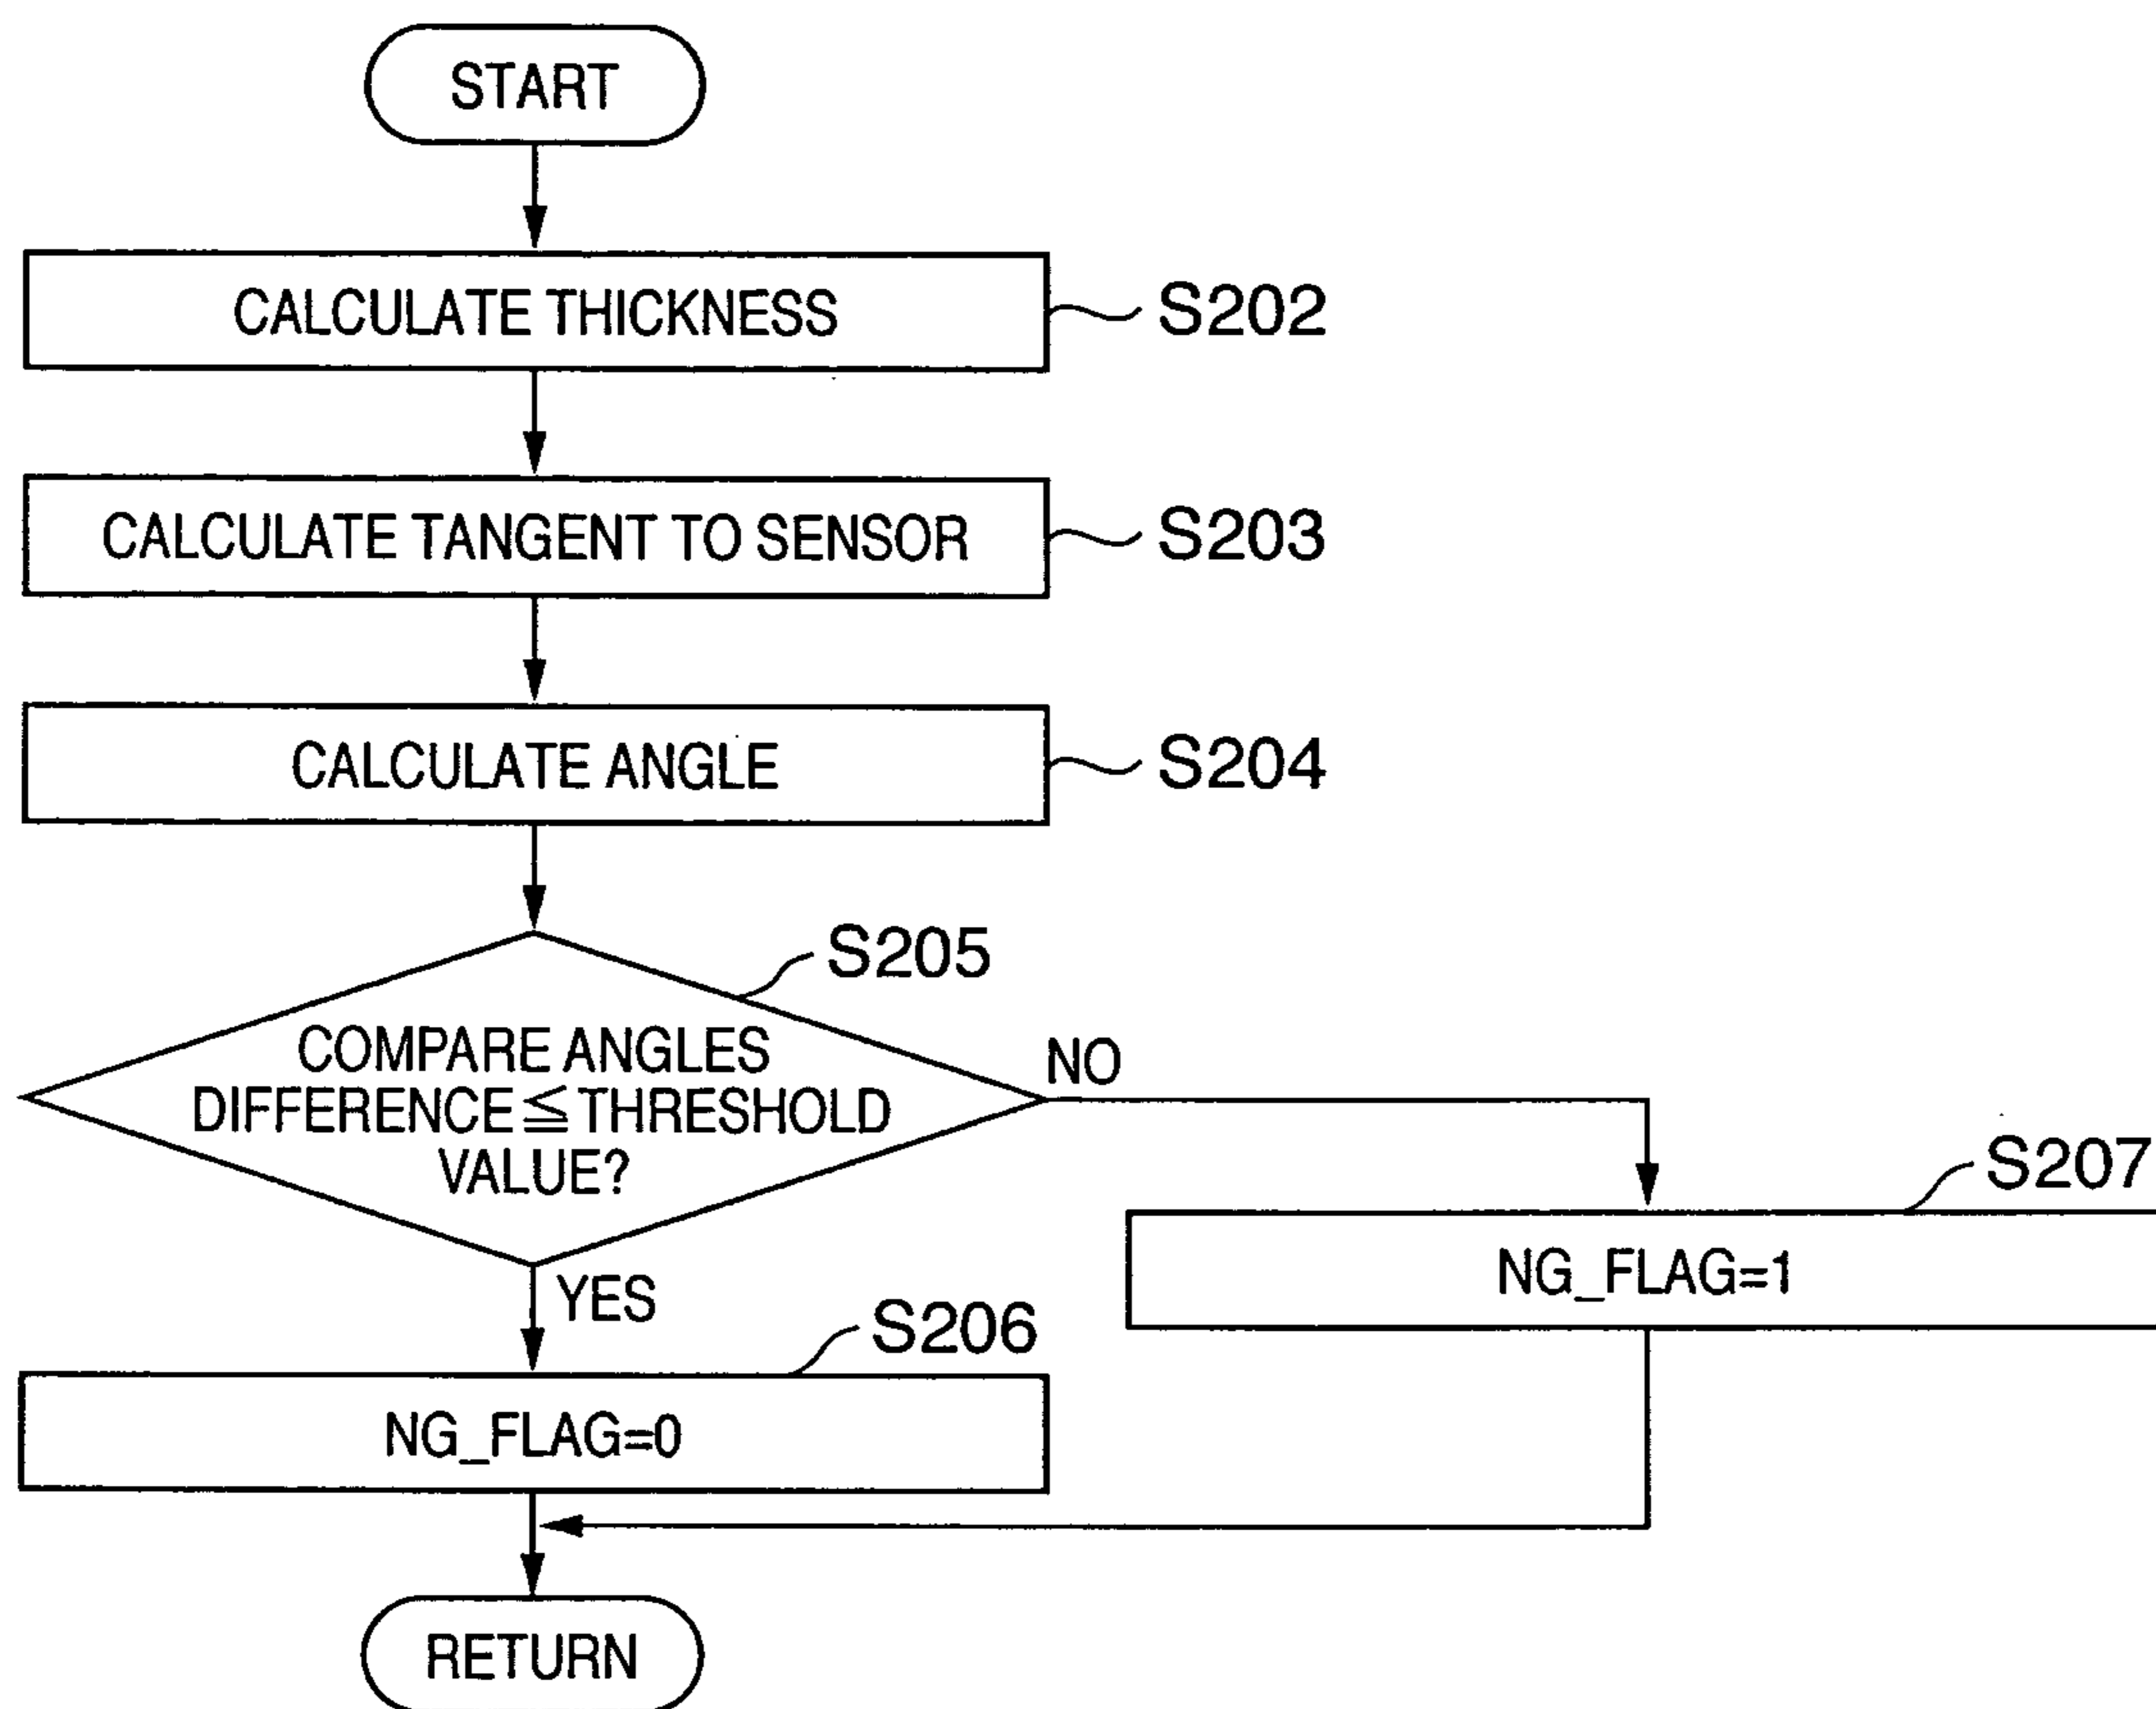 START
CALCULATE THICKNESS
S202
CALCULATE TANGENT TO SENSOR
S203
CALCULATE ANGLE
S204
S205
COMPARE ANGLES
DIFFERENCE≦THRESHOLD
VALUE?
NO
YES
S207
NG_FLAG=1
S206
NG_FLAG=0
RETURN